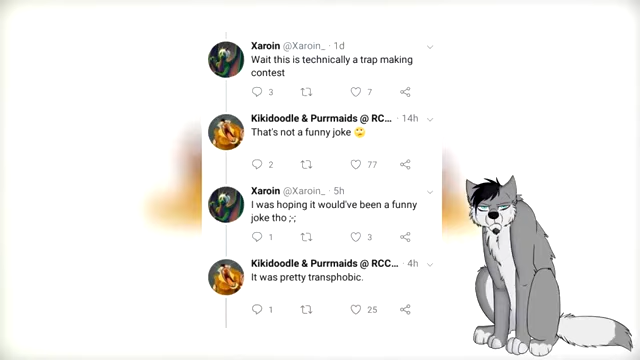 Xaroin @Xaroin_ · 1d
Wait this is technically a trap making
contest
3 7
Kikidoodle & Purrmaids @ RC... · 14h
That's not a funny joke 🙄
2 77
Xaroin @Xaroin_ · 5h
I was hoping it would've been a funny
joke tho ;-;
1 3
Kikidoodle & Purrmaids @ RCC... · 4h
It was pretty transphobic.
1 25